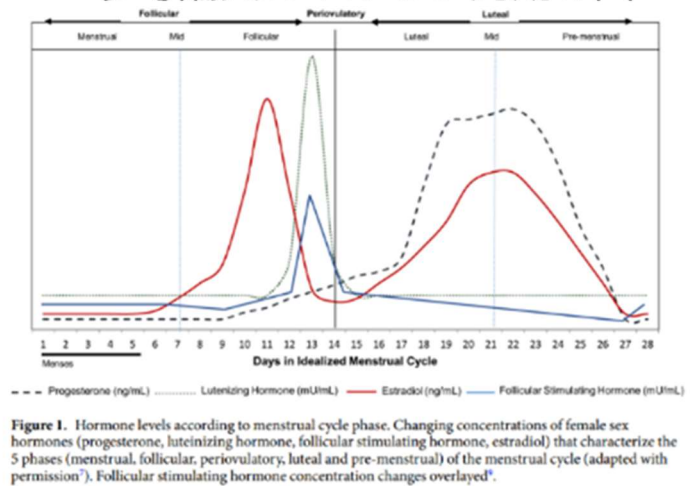 Follicular Periovulatory Luteal
Menstrual Mid Follicular Luteal Mid Pre-menstrual
1 2 3 4 5 6 7 8 9 10 11 12 13 14 15 16 17 18 19 20 21 22 23 24 25 26 27 28
Menses
Days in Idealized Menstrual Cycle
Progesterone (ng/mL) Lutenizing Hormone (mU/mL) Estradiol (ng/mL) Follicular Stimulating Hormone (mU/mL)
Figure 1. Hormone levels according to menstrual cycle phase. Changing concentrations of female sex
hormones (progesterone, luteinizing hormone, follicular stimulating hormone, estradiol) that characterize the
5 phases (menstrual, follicular, periovulatory, luteal and pre-menstrual) of the menstrual cycle (adapted with
permission⁷). Follicular stimulating hormone concentration changes overlayed